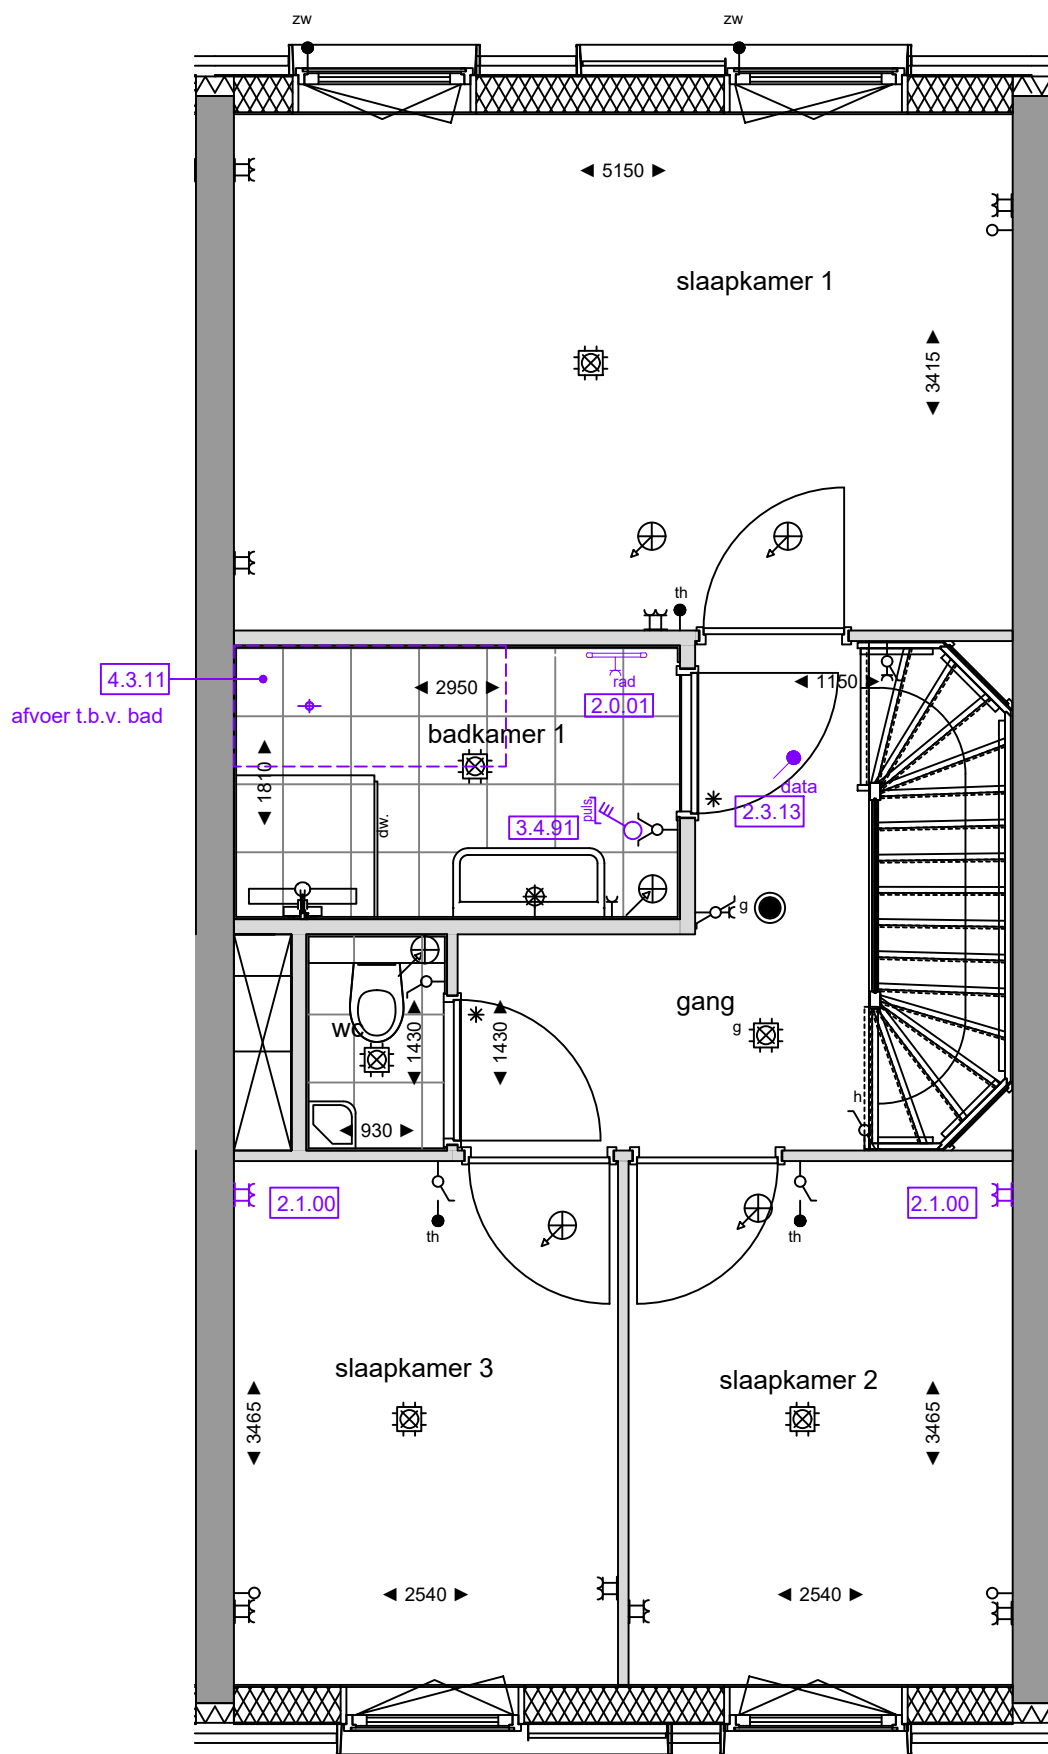 zw
zw
5150
slaapkamer 1
3415
th
4.3.11
afvoer t.b.v. bad
2950
rad
2.0.01
1150
badkamer 1
1810
data
2.3.13
puls
3.4.91
dw.
g
gang
g
wc
1430
1430
930
h
2.1.00
2.1.00
th
th
slaapkamer 3
slaapkamer 2
3465
3465
2540
2540